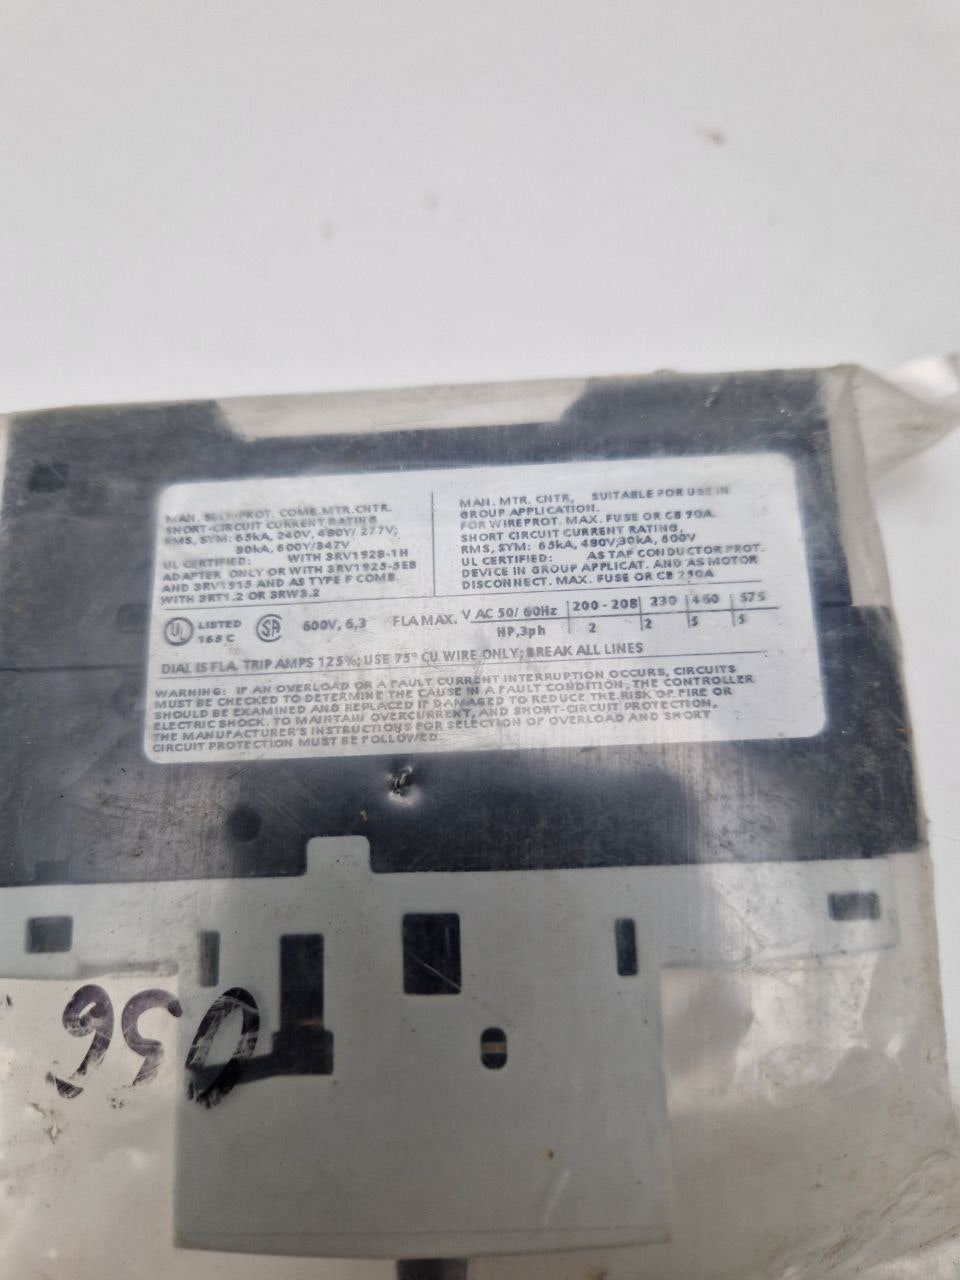 MAN. SELF-PROT. COMB. MTR. CNTR.
SHORT-CIRCUIT CURRENT RATING
RMS, SYM: 65kA, 240V, 480Y/ 277V;
30kA, 600Y/347V
UL CERTIFIED: WITH 3RV1928-1H
ADAPTER ONLY OR WITH 3RV1925-5EB
AND 3RV1915 AND AS TYPE F COMB.
WITH 3RT1.2 OR 3RW3.2
MAN. MTR. CNTR, SUITABLE FOR USE IN
GROUP APPLICATION.
FOR WIREPROT. MAX. FUSE OR CB 90A.
SHORT CIRCUIT CURRENT RATING,
RMS, SYM: 65kA, 480V;30kA, 600V
UL CERTIFIED: AS TAP CONDUCTOR PROT.
DEVICE IN GROUP APPLICAT. AND AS MOTOR
DISCONNECT. MAX. FUSE OR CB 250A
UL LISTED
165 C
SA
600V, 6,3
FLA MAX. V AC 50/ 60Hz 200 - 208 230 460 575
HP,3ph 2 2 5 5
DIAL IS FLA. TRIP AMPS 125%; USE 75° CU WIRE ONLY; BREAK ALL LINES
WARNING: IF AN OVERLOAD OR A FAULT CURRENT INTERRUPTION OCCURS, CIRCUITS
MUST BE CHECKED TO DETERMINE THE CAUSE IN A FAULT CONDITION, THE CONTROLLER
SHOULD BE EXAMINED AND REPLACED IF DAMAGED TO REDUCE THE RISK OF FIRE OR
ELECTRIC SHOCK. TO MAINTAIN OVERCURRENT, AND SHORT-CIRCUIT PROTECTION,
THE MANUFACTURER'S INSTRUCTIONS FOR SELECTION OF OVERLOAD AND SHORT
CIRCUIT PROTECTION MUST BE FOLLOWED.